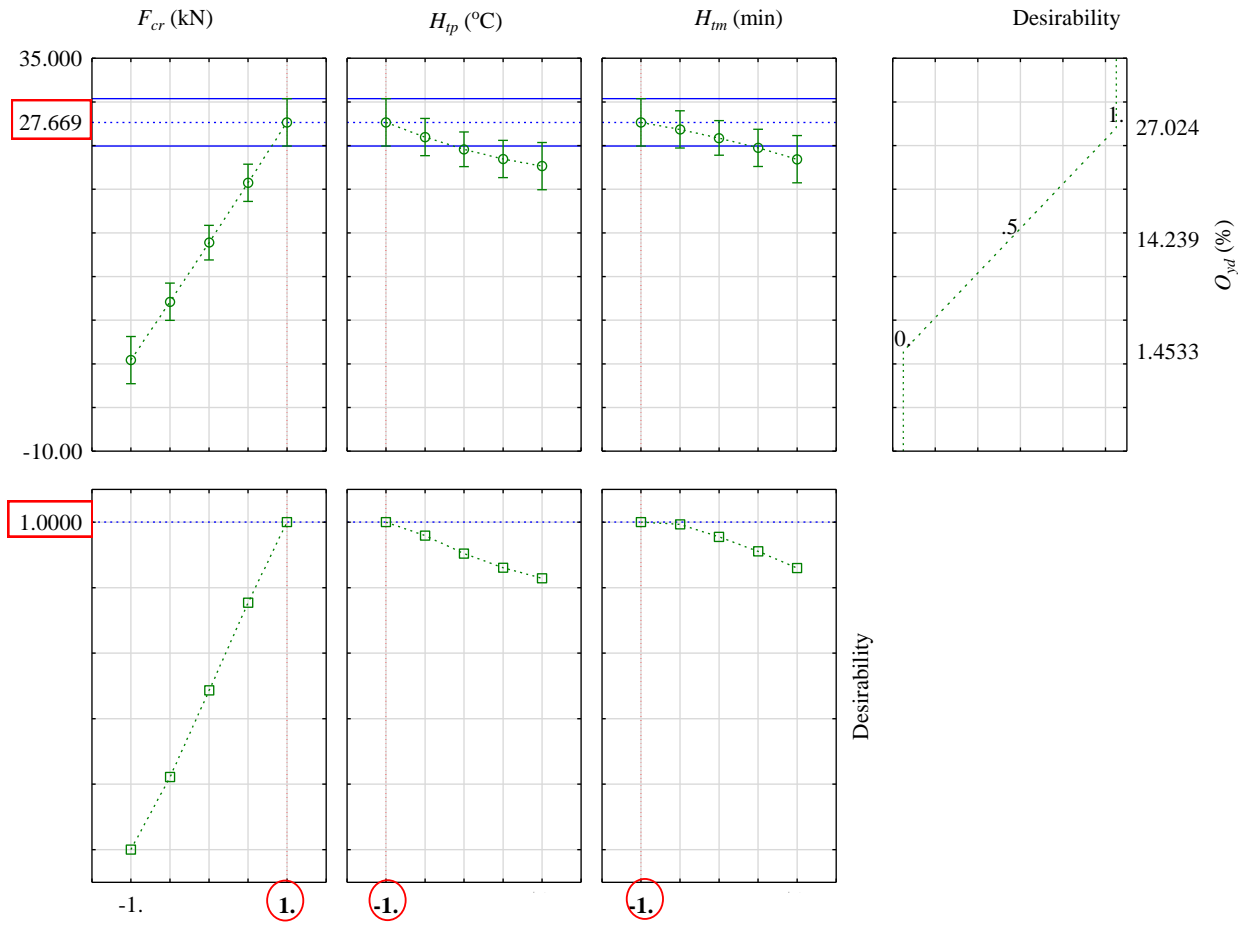 F_cr (kN) H_tp (°C) H_tm (min) Desirability
35.000
27.669
-10.00
1.
.5
0.
27.024
14.239
1.4533
O_yd (%)
1.0000
Desirability
-1. 1. -1. -1.